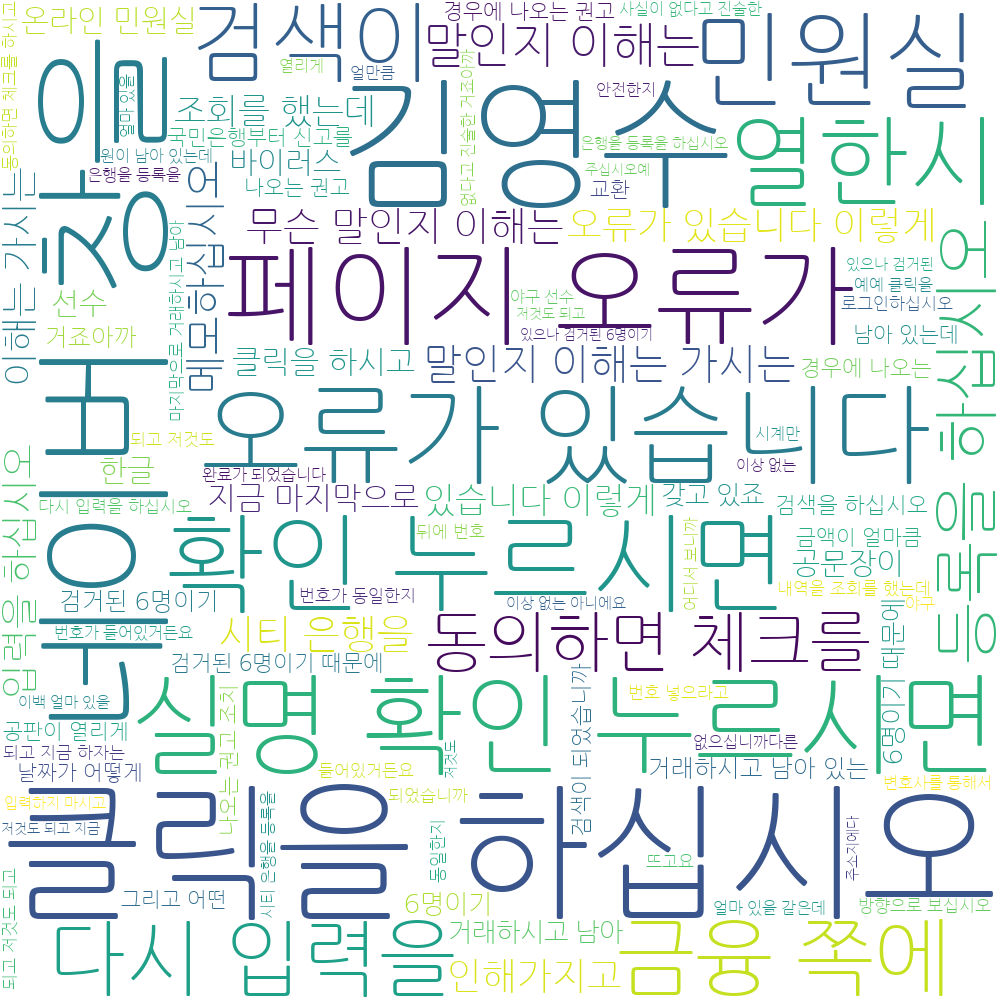 경우에 나오는 권고
사실이 없다고 진술한
온라인 민원실
검색이
말인지 이해는
민원실
열리게
얼만큼
동의하면 체크를 하시고
창을
얼마 있을
조회를 했는데
김영수
안전한지
열한시
국민은행부터 신고를
원이 남아 있는데
바이러스
은행을 등록을
나오는 권고
없다고 진술한 거죠아까
은행을 등록을 하십시오
주십시오예
교환
메모하십시오
무슨 말인지 이해는
오류가 있습니다 이렇게
이해는 가시는
페이지 오류가
있으나 검거된
예예 클릭을
로그인하십시오
선수
야구 선수
저것도 되고
있으나 검거된 6명이기
거죠아까
마지막으로 거래하시고 남아
남아 있는데
클릭을 하시고
말인지 이해는 가시는
경우에 나오는
등록을 하십시오
네이버 창을
오류가 있습니다
되고 저것도
시계만
한글
완료가 되었습니다
이상 없는
지금 마지막으로
있습니다 이렇게
갖고 있죠
검색을 하십시오
다시 입력을 하십시오
입력을 하십시오
확인 누르시면
뒤에 번호
어디서 보니까
금액이 얼마큼
공문장이
내역을 조회를 했는데
야구
검거된 6명이기
번호가 동일한지
이상 없는 아니에요
번호가 들어있거든요
시티 은행을
동의하면 체크를
때문에
검거된 6명이기 때문에
실명 확인 누르시면
이백 얼마 있을
번호 넣으라고
공판이 열리게
되고 지금 하자는
날짜가 어떻게
나오는 권고 조치
들어있거든요
저것도
검색이 되었습니까
없으십니까다른
거래하시고 남아 있는
6명이기
변호사를 통해서
입력하지 마시고
되었습니까
저것도 되고 지금
클릭을 하십시오
시티 은행을 등록을
동일한지
뜨고요
주소지에다
되고 저것도 되고
그리고 어떤
6명이기
얼마 있을 같은데
방향으로 보십시오
다시 입력을
거래하시고 남아
인해가지고
금융 쪽에